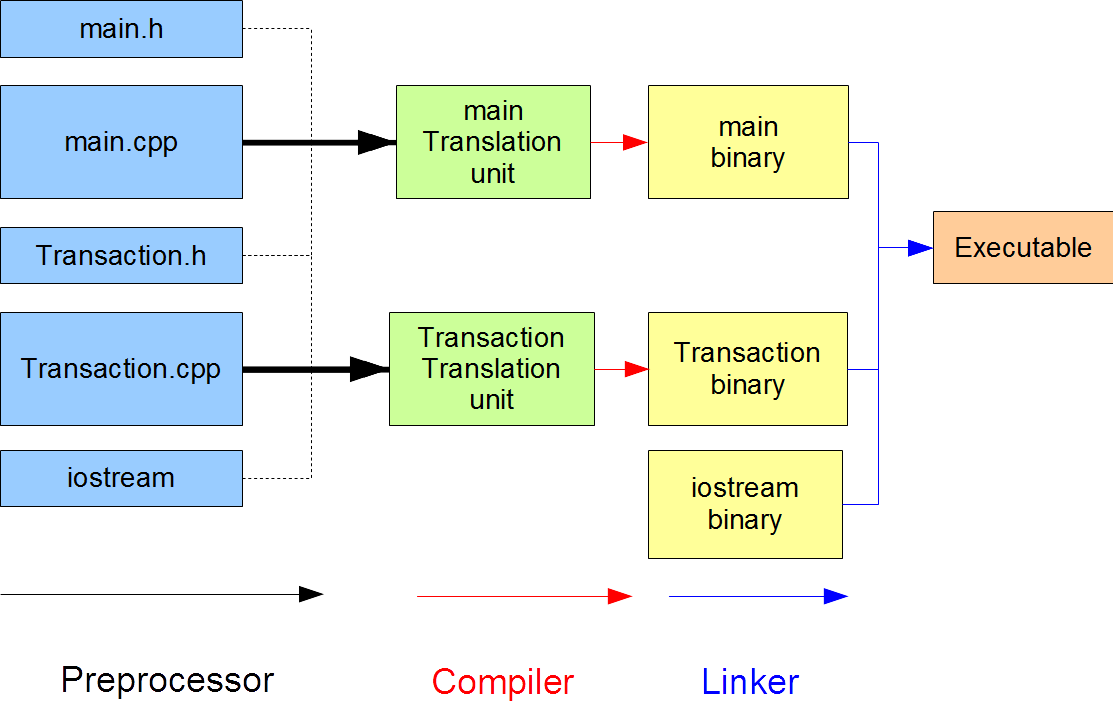 main.h
main.cpp
Transaction.h
Transaction.cpp
iostream
main
Translation
unit
Transaction
Translation
unit
main
binary
Transaction
binary
iostream
binary
Executable
Preprocessor
Compiler
Linker